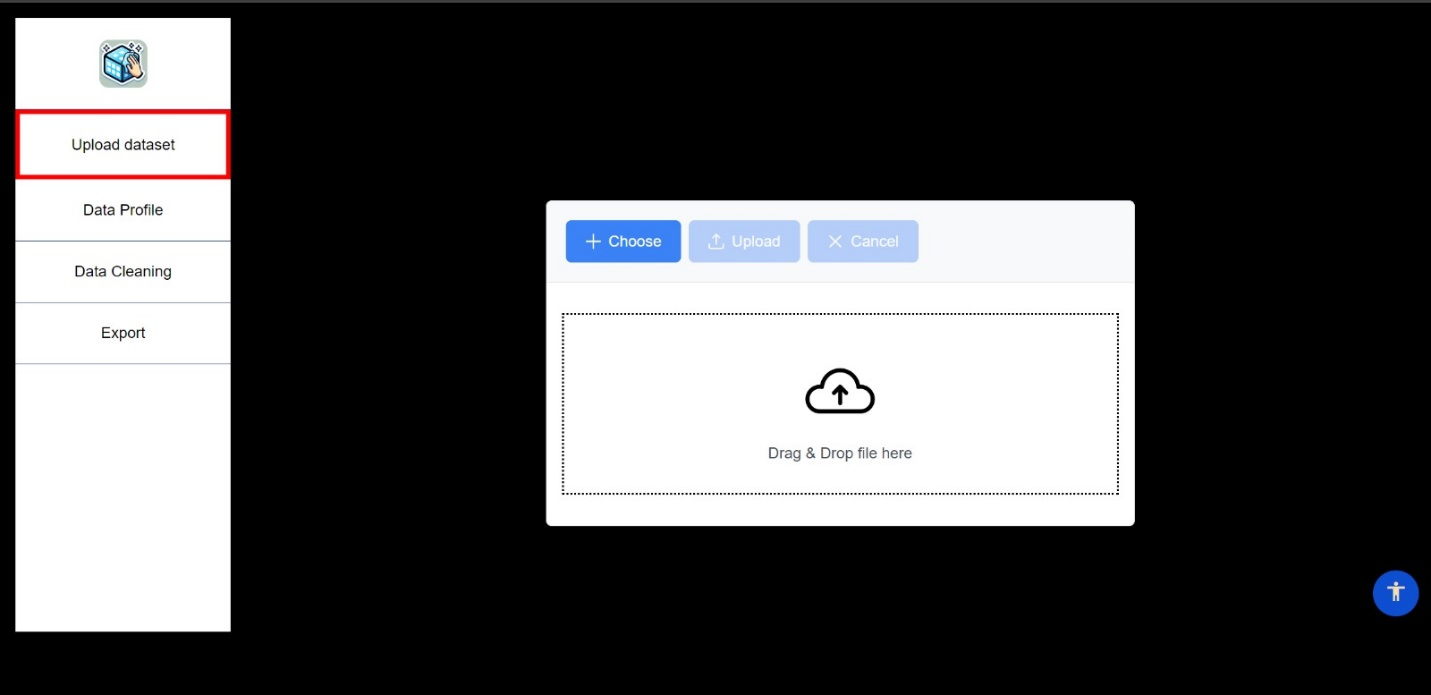 Upload dataset
Data Profile
Data Cleaning
Export
Choose
Upload
Cancel
Drag & Drop file here